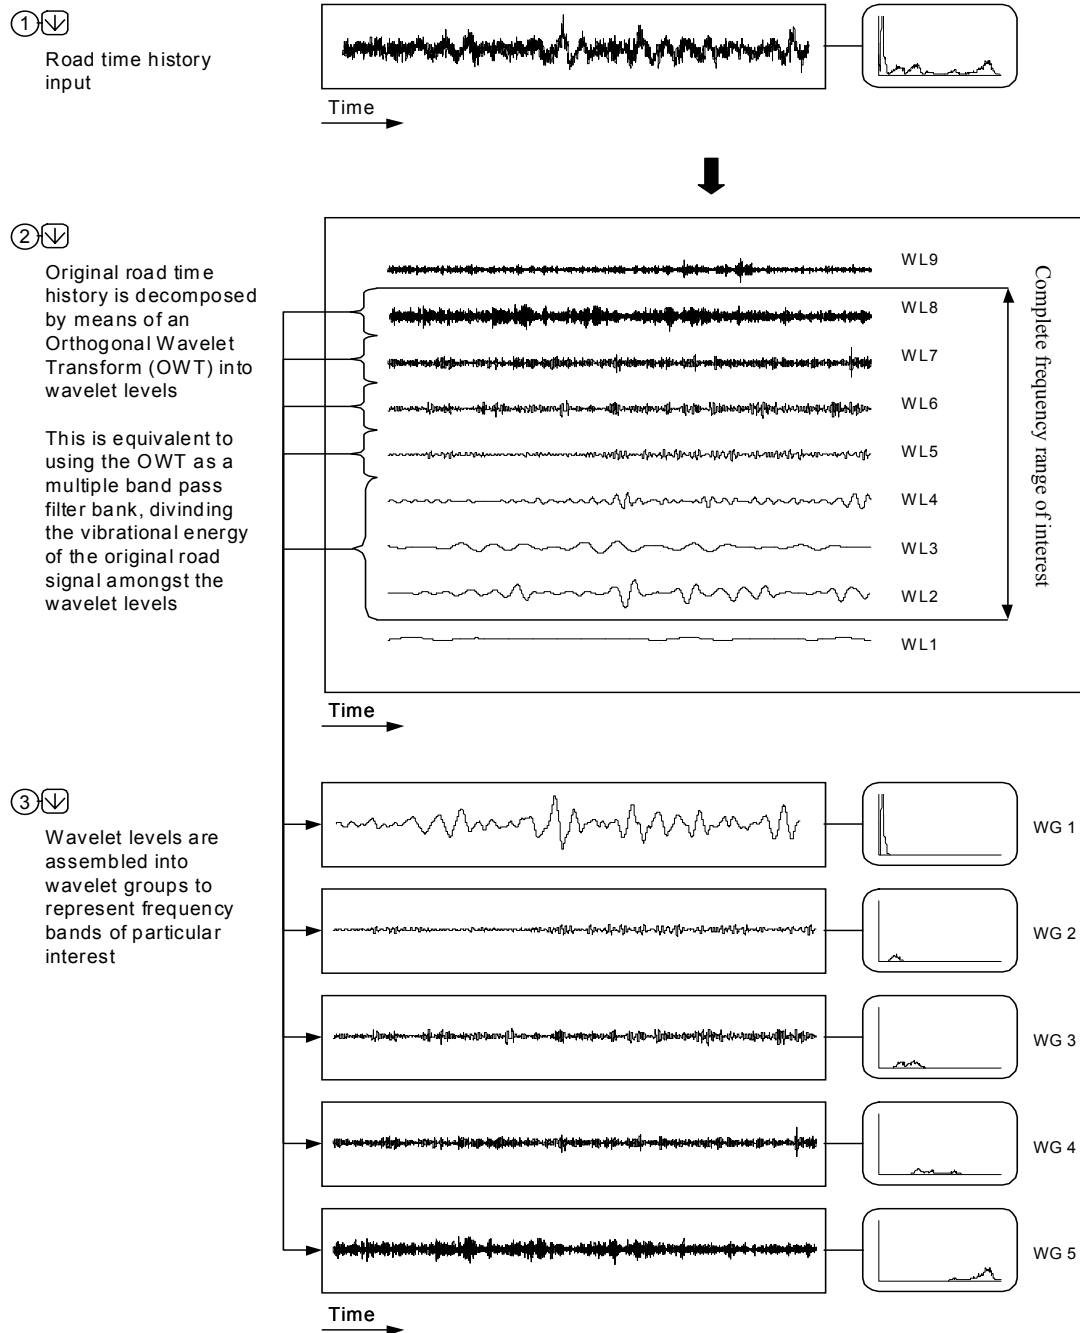 1
Road time history
input
Time
2
Original road time
history is decomposed
by means of an
Orthogonal Wavelet
Transform (OWT) into
wavelet levels
This is equivalent to
using the OWT as a
multiple band pass
filter bank, divinding
the vibrational energy
of the original road
signal amongst the
wavelet levels
WL9
WL8
WL7
WL6
WL5
WL4
WL3
WL2
WL1
Complete frequency range of interest
Time
3
Wavelet levels are
assembled into
wavelet groups to
represent frequency
bands of particular
interest
WG 1
WG 2
WG 3
WG 4
WG 5
Time